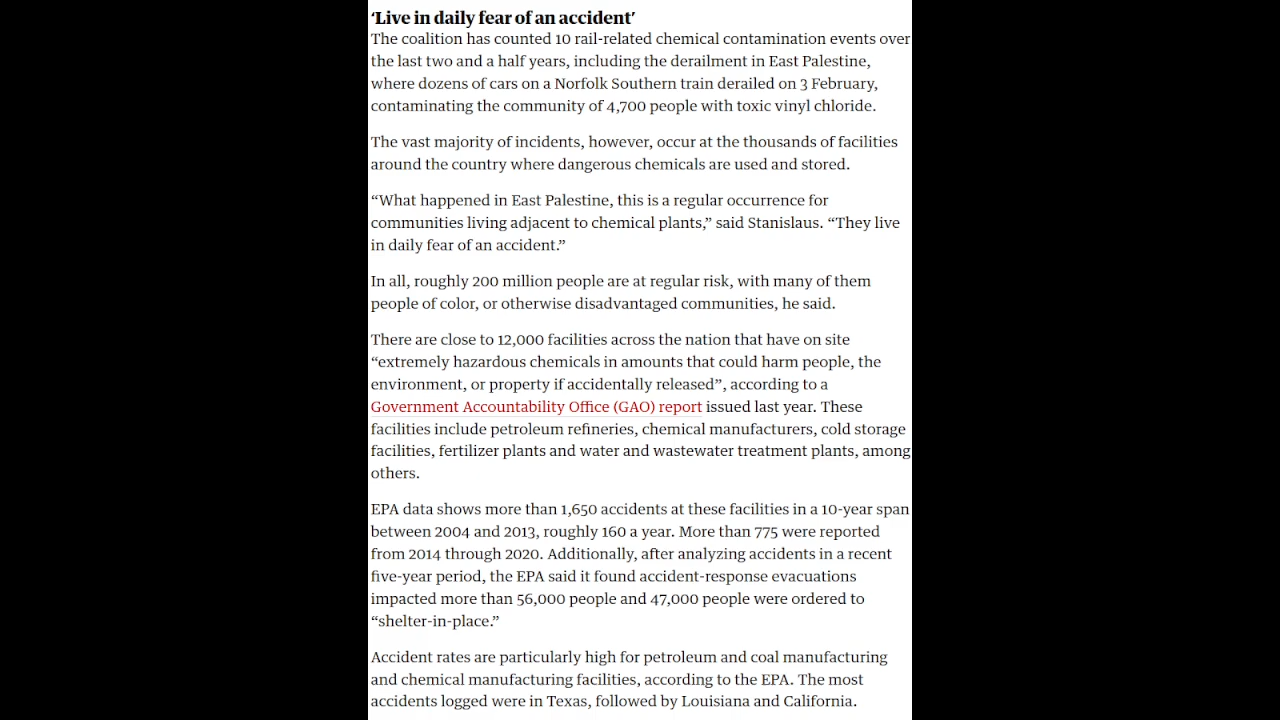 ‘Live in daily fear of an accident’
The coalition has counted 10 rail-related chemical contamination events over
the last two and a half years, including the derailment in East Palestine,
where dozens of cars on a Norfolk Southern train derailed on 3 February,
contaminating the community of 4,700 people with toxic vinyl chloride.
The vast majority of incidents, however, occur at the thousands of facilities
around the country where dangerous chemicals are used and stored.
“What happened in East Palestine, this is a regular occurrence for
communities living adjacent to chemical plants,” said Stanislaus. “They live
in daily fear of an accident.”
In all, roughly 200 million people are at regular risk, with many of them
people of color, or otherwise disadvantaged communities, he said.
There are close to 12,000 facilities across the nation that have on site
“extremely hazardous chemicals in amounts that could harm people, the
environment, or property if accidentally released”, according to a
Government Accountability Office (GAO) report issued last year. These
facilities include petroleum refineries, chemical manufacturers, cold storage
facilities, fertilizer plants and water and wastewater treatment plants, among
others.
EPA data shows more than 1,650 accidents at these facilities in a 10-year span
between 2004 and 2013, roughly 160 a year. More than 775 were reported
from 2014 through 2020. Additionally, after analyzing accidents in a recent
five-year period, the EPA said it found accident-response evacuations
impacted more than 56,000 people and 47,000 people were ordered to
“shelter-in-place.”
Accident rates are particularly high for petroleum and coal manufacturing
and chemical manufacturing facilities, according to the EPA. The most
accidents logged were in Texas, followed by Louisiana and California.